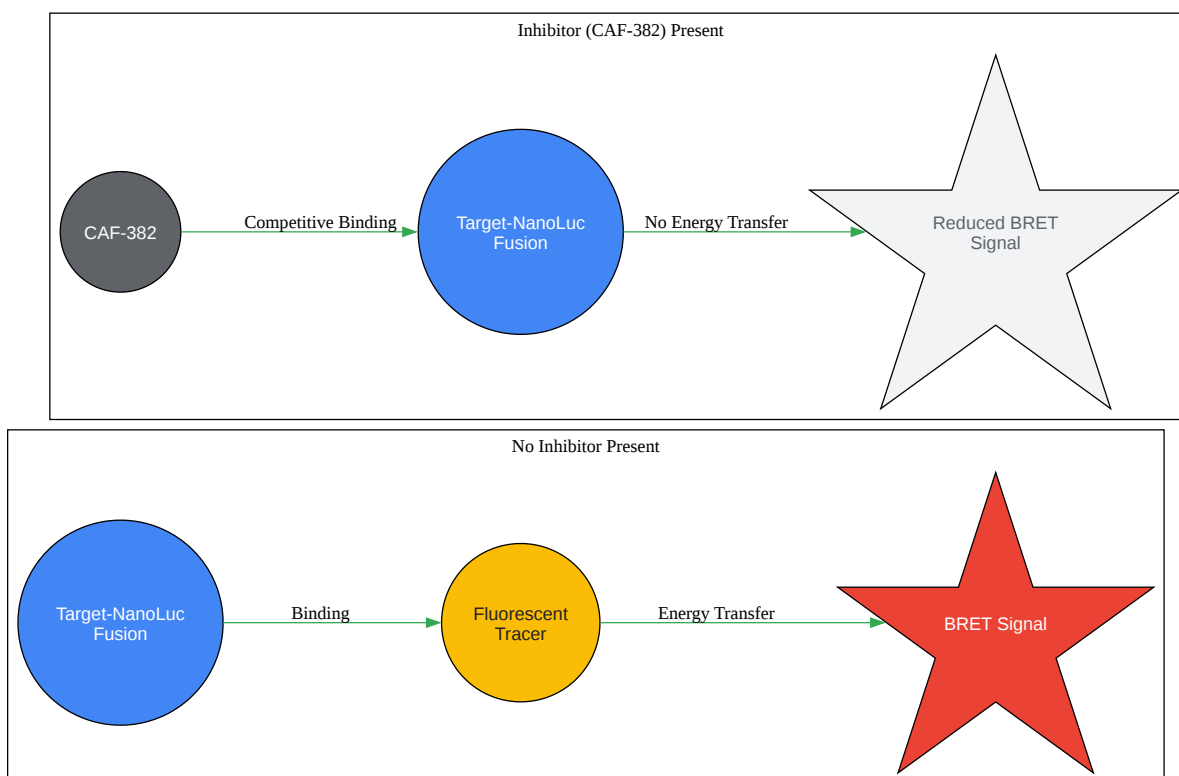 Inhibitor (CAF-382) Present
CAF-382
Competitive Binding
Target-NanoLuc
Fusion
No Energy Transfer
Reduced BRET
Signal
No Inhibitor Present
Target-NanoLuc
Fusion
Binding
Fluorescent
Tracer
Energy Transfer
BRET Signal